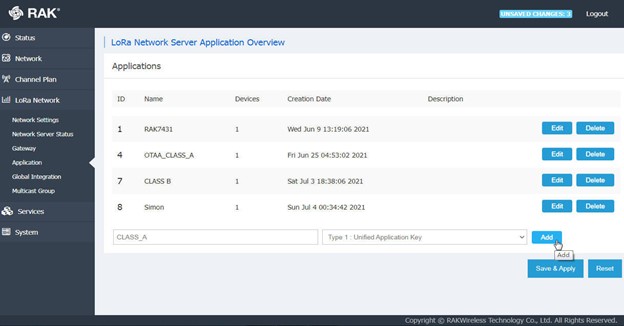 RAK®
UNSAVED CHANGES: 3
Logout
Status
Network
Channel Plan
LoRa Network
Network Settings
Network Server Status
Gateway
Application
Global Integration
Multicast Group
Services
System
LoRa Network Server Application Overview
Applications
ID Name Devices Creation Date Description
1 RAK7431 1 Wed Jun 9 13:19:06 2021 Edit Delete
4 OTAA_CLASS_A 1 Fri Jun 25 04:53:02 2021 Edit Delete
7 CLASS B 1 Sat Jul 3 18:38:06 2021 Edit Delete
8 Simon 1 Sun Jul 4 00:34:42 2021 Edit Delete
CLASS_A Type 1 : Unified Application Key Add
Add
Save & Apply Reset
Copyright © RAKWireless Technology Co., Ltd. All Rights Reserved.